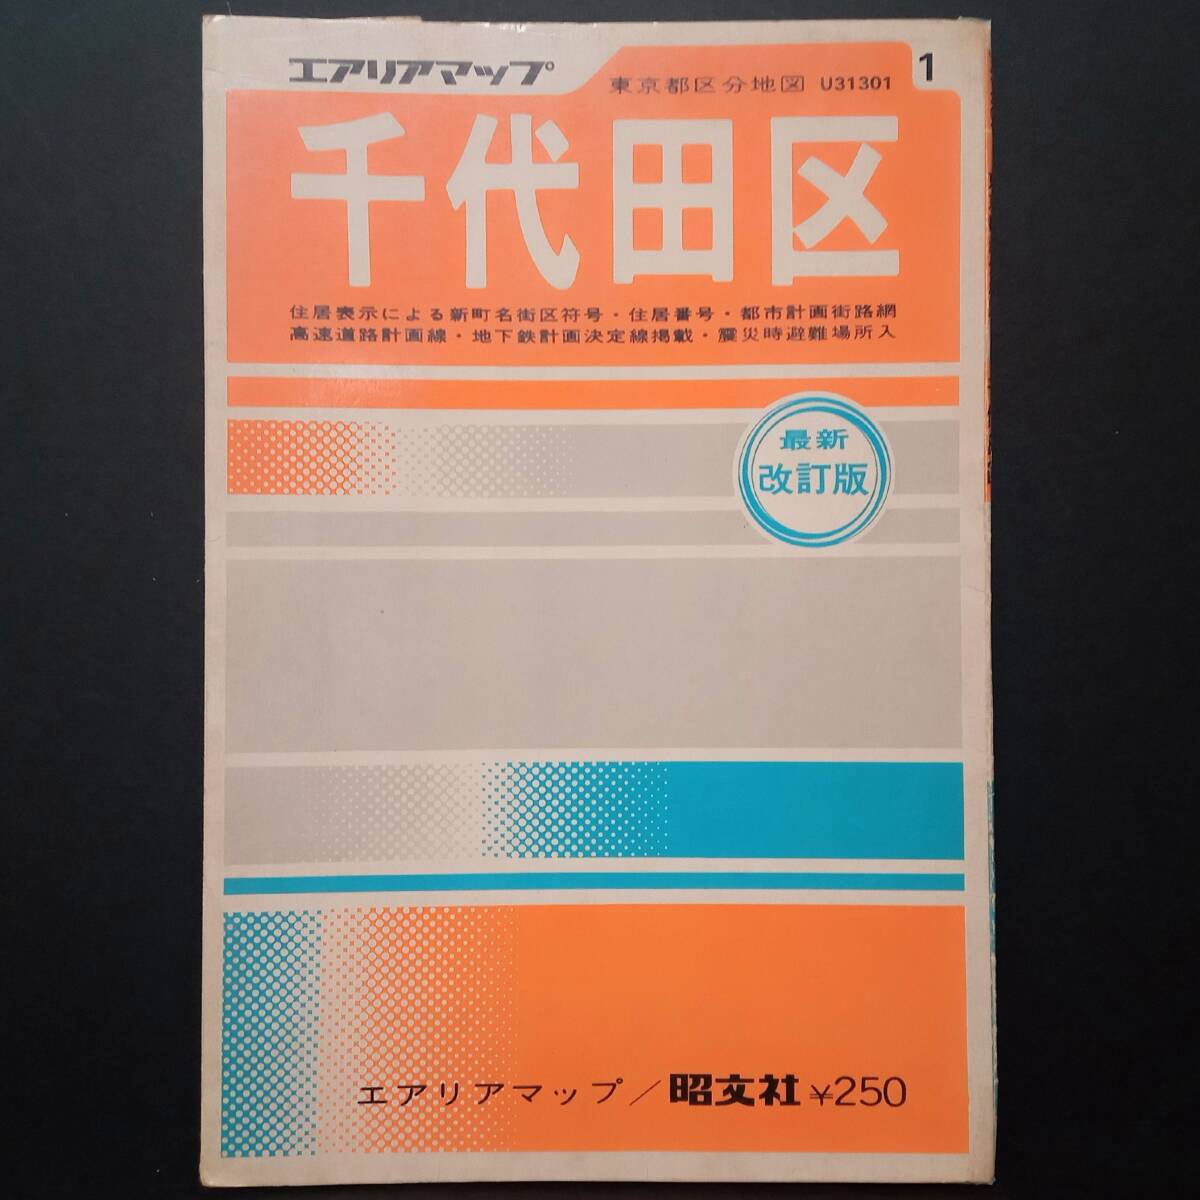 エアリアマップ
東京都区分地図 U31301
1
千代田区
住居表示による新町名街区符号・住居番号・都市計画街路網
高速道路計画線・地下鉄計画決定線掲載・震災時避難場所入
最新
改訂版
エアリアマップ／昭文社 ¥250